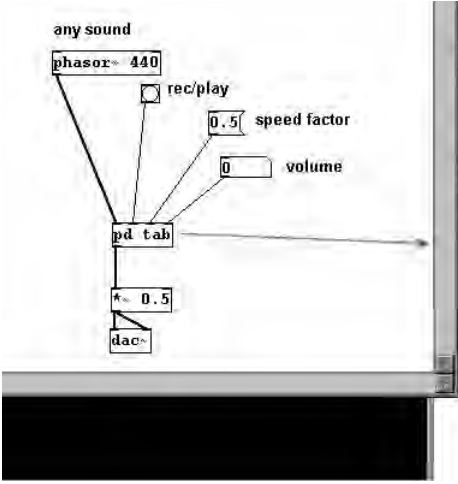 any sound
phasor~ 440
rec/play
0.5
speed factor
0
volume
pd tab
*~ 0.5
dac~